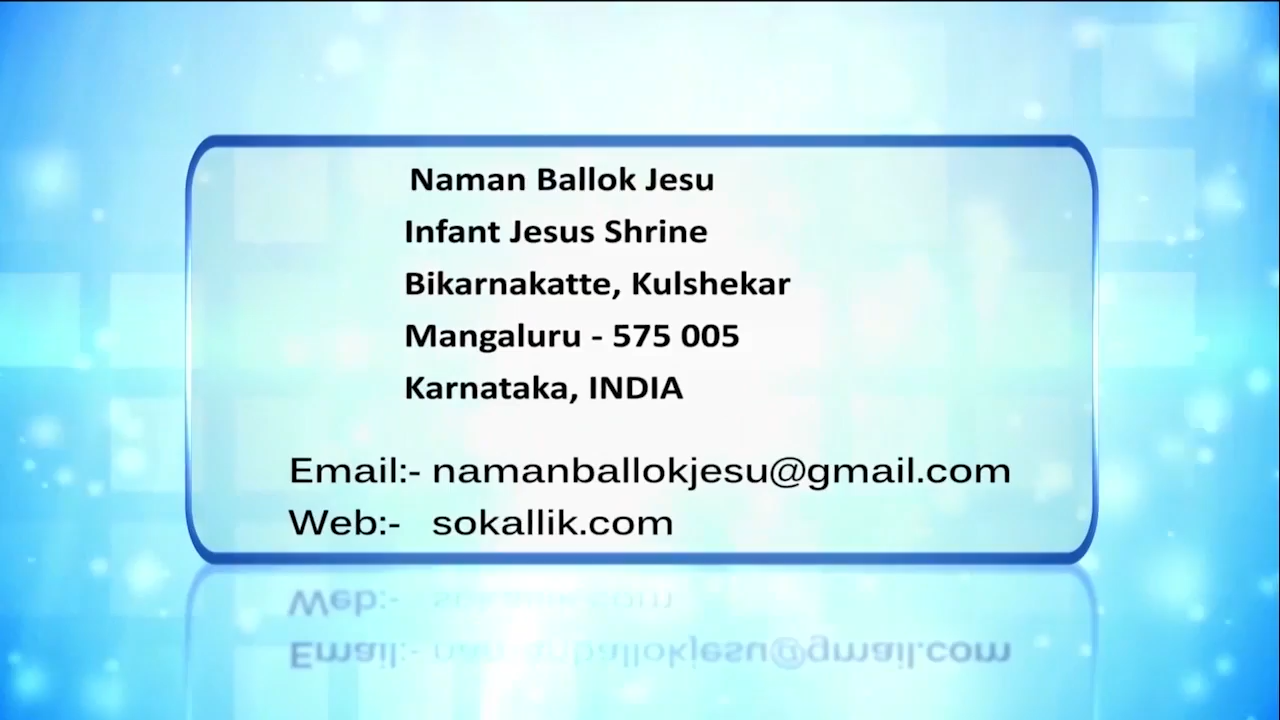 Naman Ballok Jesu
Infant Jesus Shrine
Bikarnakatte, Kulshekar
Mangaluru - 575 005
Karnataka, INDIA
Email:- namanballokjesu@gmail.com
Web:- sokallik.com